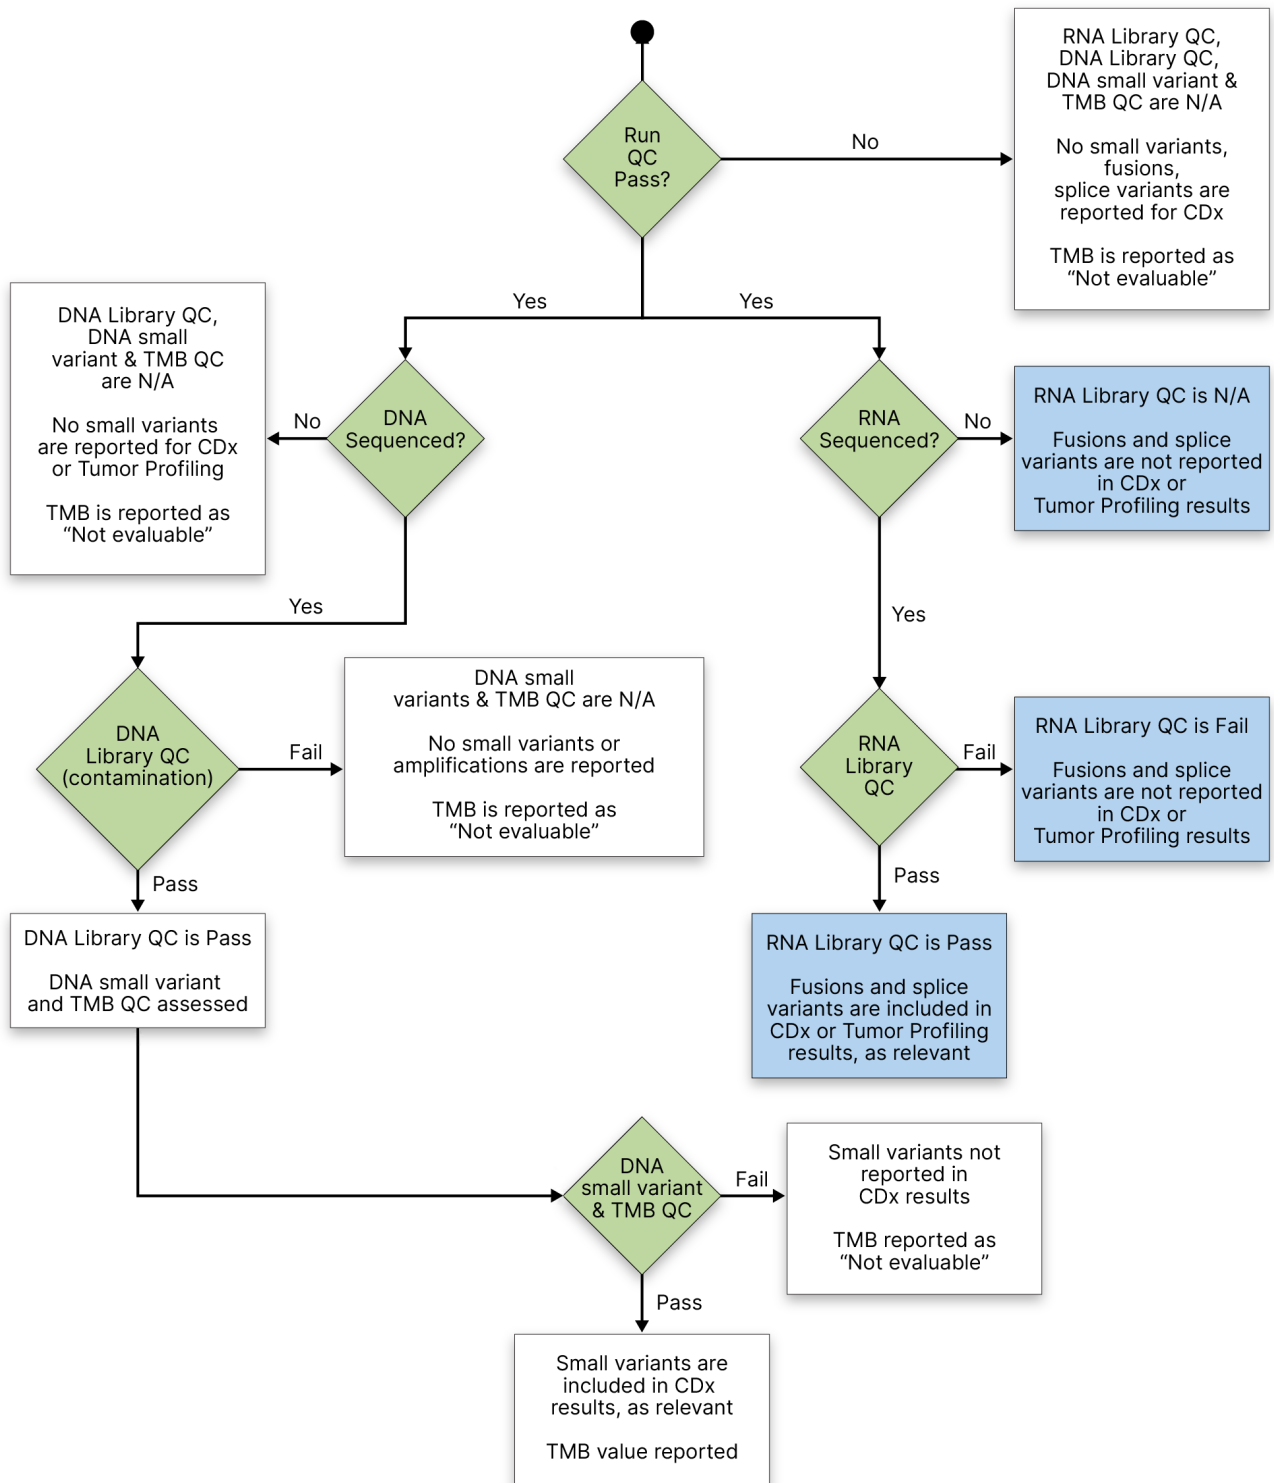 RNA Library QC,
DNA Library QC,
DNA small variant &
TMB QC are N/A
No small variants,
fusions,
splice variants are
reported for CDx
TMB is reported as
“Not evaluable”
Run
QC
Pass?
No
Yes
Yes
DNA Library QC,
DNA small
variant & TMB QC
are N/A
No small variants
are reported for CDx
or Tumor Profiling
TMB is reported as
“Not evaluable”
No
DNA
Sequenced?
RNA
Sequenced?
No
RNA Library QC is N/A
Fusions and splice
variants are not reported
in CDx or
Tumor Profiling results
Yes
Yes
DNA
Library QC
(contamination)
Fail
DNA small
variants & TMB QC are N/A
No small variants or
amplifications are reported
TMB is reported as
“Not evaluable”
RNA
Library
QC
Fail
RNA Library QC is Fail
Fusions and splice
variants are not reported
in CDx or
Tumor Profiling results
Pass
Pass
DNA Library QC is Pass
DNA small variant
and TMB QC assessed
RNA Library QC is Pass
Fusions and splice
variants are included in
CDx or Tumor Profiling
results, as relevant
DNA
small variant
& TMB QC
Fail
Small variants not
reported in
CDx results
TMB reported as
“Not evaluable”
Pass
Small variants are
included in CDx
results, as relevant
TMB value reported